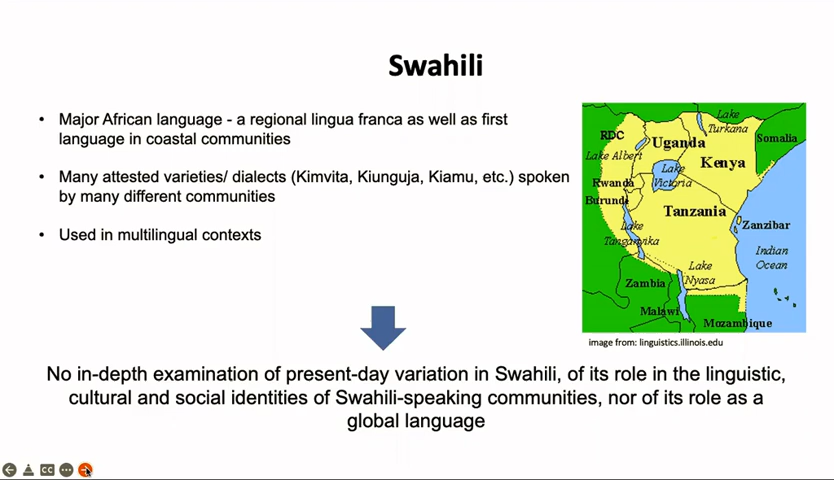 Swahili
• Major African language - a regional lingua franca as well as first
language in coastal communities
• Many attested varieties/ dialects (Kimvita, Kiunguja, Kiamu, etc.) spoken
by many different communities
• Used in multilingual contexts
Lake
Turkana
RDC
Uganda
Somalia
Lake Albert
Kenya
Lake
Victoria
Rwanda
Burundi
Tanzania
Zanzibar
Lake
Tanganyika
Indian
Ocean
Lake
Nyasa
Zambia
Malawi
Mozambique
image from: linguistics.illinois.edu
No in-depth examination of present-day variation in Swahili, of its role in the linguistic,
cultural and social identities of Swahili-speaking communities, nor of its role as a
global language
CC